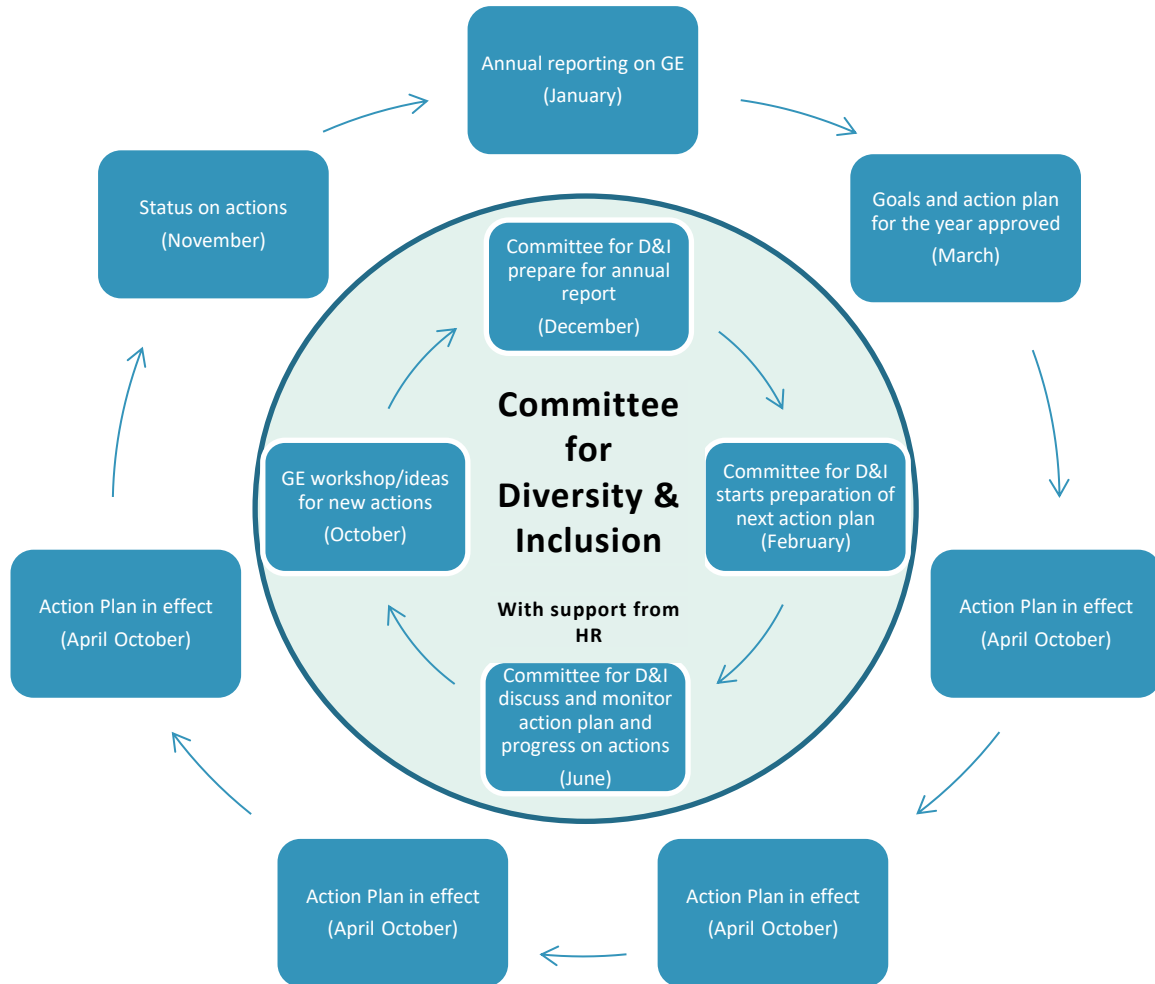 Annual reporting on GE
(January)
Goals and action plan
for the year approved
(March)
Action Plan in effect
(April October)
Action Plan in effect
(April October)
Action Plan in effect
(April October)
Action Plan in effect
(April October)
Status on actions
(November)
Committee for D&I
prepare for annual
report
(December)
Committee for D&I
starts preparation of
next action plan
(February)
Committee for D&I
discuss and monitor
action plan and
progress on actions
(June)
GE workshop/ideas
for new actions
(October)
Committee
for
Diversity &
Inclusion
With support from
HR